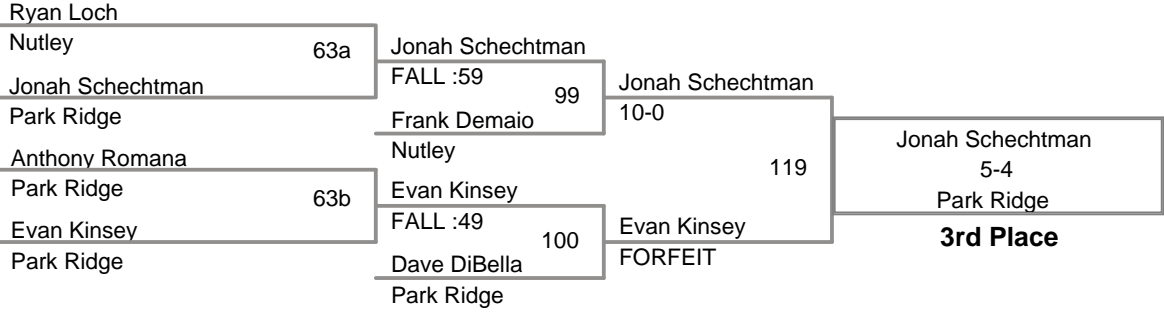 Ryan Loch
Nutley
63a
Jonah Schechtman
Park Ridge
Anthony Romana
Park Ridge
63b
Evan Kinsey
Park Ridge
Jonah Schechtman
FALL :59
99
Frank Demaio
Nutley
Evan Kinsey
FALL :49
100
Dave DiBella
Park Ridge
Jonah Schechtman
10-0
119
Evan Kinsey
FORFEIT
Jonah Schechtman
5-4
Park Ridge
3rd Place